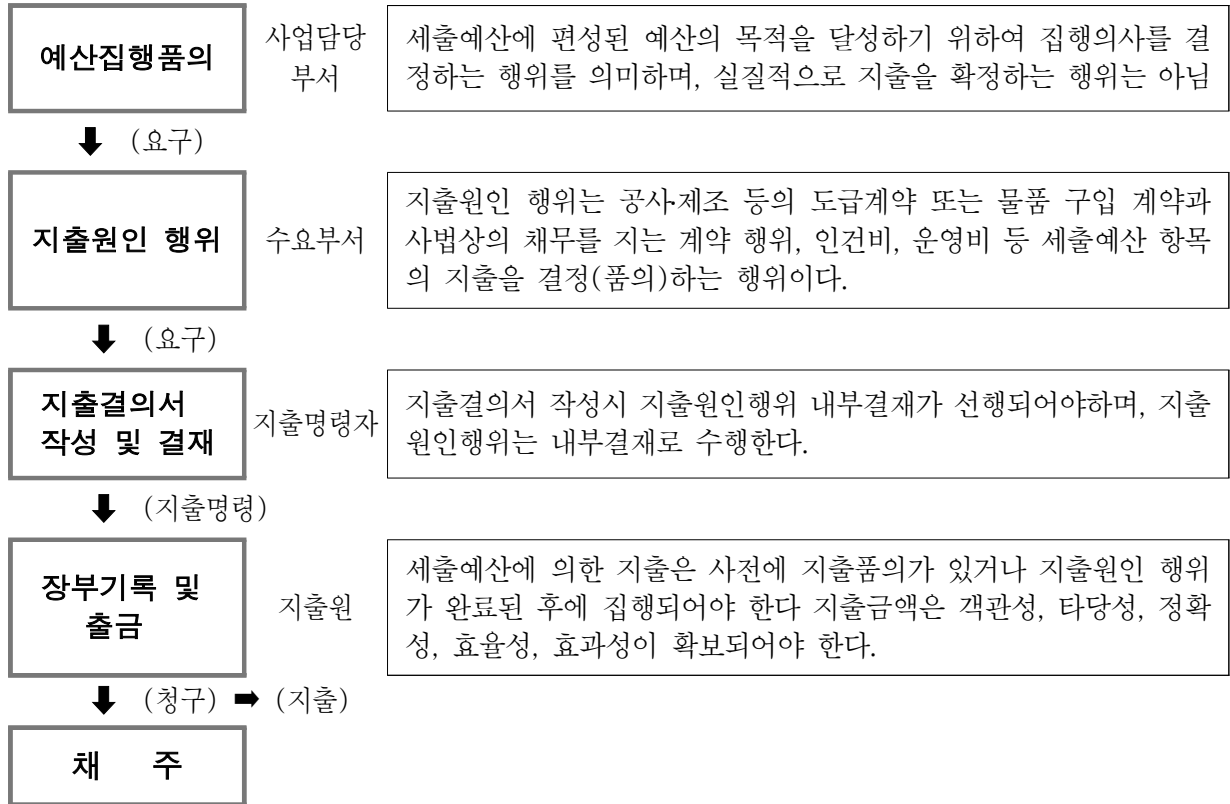 예산집행품의
사업담당
부서
세출예산에 편성된 예산의 목적을 달성하기 위하여 집행의사를 결
정하는 행위를 의미하며, 실질적으로 지출을 확정하는 행위는 아님
⬇ (요구)
지출원인 행위
수요부서
지출원인 행위는 공사·제조 등의 도급계약 또는 물품 구입 계약과
사법상의 채무를 지는 계약 행위, 인건비, 운영비 등 세출예산 항목
의 지출을 결정(품의)하는 행위이다.
⬇ (요구)
지출결의서
작성 및 결재
지출명령자
지출결의서 작성시 지출원인행위 내부결재가 선행되어야하며, 지출
원인행위는 내부결재로 수행한다.
⬇ (지출명령)
장부기록 및
출금
지출원
세출예산에 의한 지출은 사전에 지출품의가 있거나 지출원인 행위
가 완료된 후에 집행되어야 한다 지출금액은 객관성, 타당성, 정확
성, 효율성, 효과성이 확보되어야 한다.
⬇ (청구) ➡ (지출)
채 주